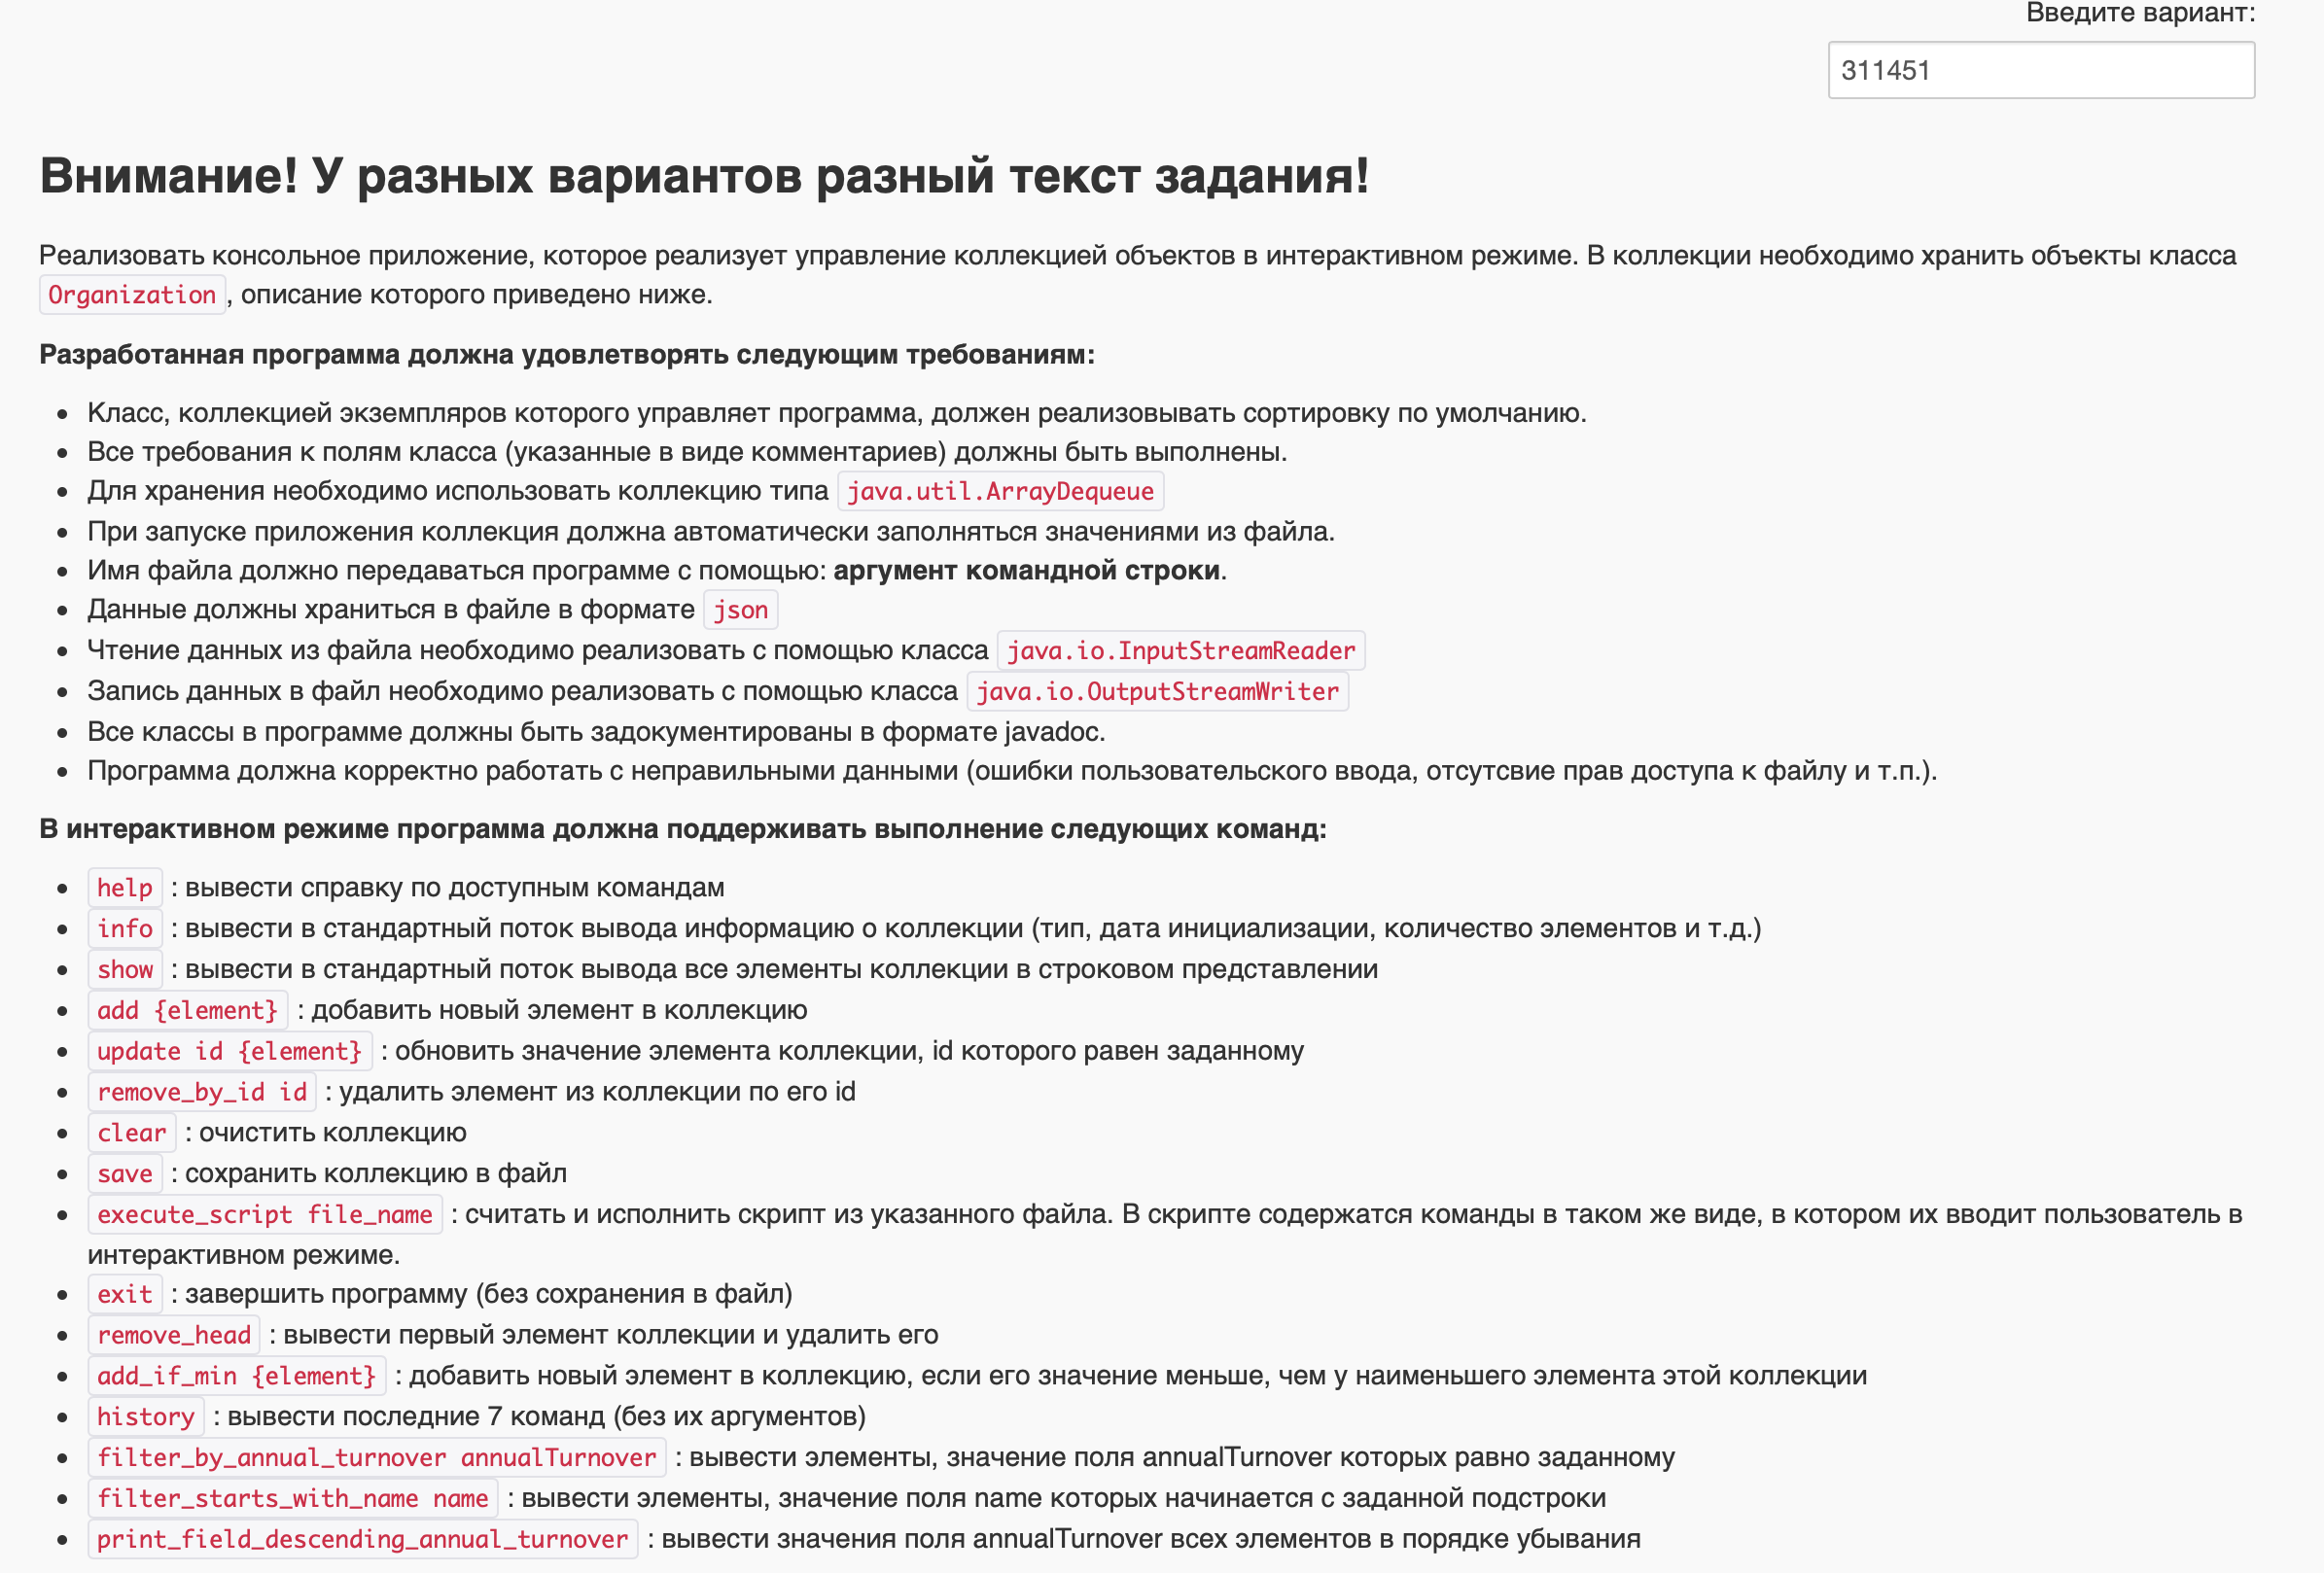 Введите вариант:
311451
Внимание! У разных вариантов разный текст задания!
Реализовать консольное приложение, которое реализует управление коллекцией объектов в интерактивном режиме. В коллекции необходимо хранить объекты класса
Organization, описание которого приведено ниже.
Разработанная программа должна удовлетворять следующим требованиям:
• Класс, коллекцией экземпляров которого управляет программа, должен реализовывать сортировку по умолчанию.
• Все требования к полям класса (указанные в виде комментариев) должны быть выполнены.
• Для хранения необходимо использовать коллекцию типа java.util.ArrayDequeue
• При запуске приложения коллекция должна автоматически заполняться значениями из файла.
• Имя файла должно передаваться программе с помощью: аргумент командной строки.
• Данные должны храниться в файле в формате json
• Чтение данных из файла необходимо реализовать с помощью класса java.io.InputStreamReader
• Запись данных в файл необходимо реализовать с помощью класса java.io.OutputStreamWriter
• Все классы в программе должны быть задокументированы в формате javadoc.
• Программа должна корректно работать с неправильными данными (ошибки пользовательского ввода, отсутсвие прав доступа к файлу и т.п.).
В интерактивном режиме программа должна поддерживать выполнение следующих команд:
• help : вывести справку по доступным командам
• info : вывести в стандартный поток вывода информацию о коллекции (тип, дата инициализации, количество элементов и т.д.)
• show : вывести в стандартный поток вывода все элементы коллекции в строковом представлении
• add {element} : добавить новый элемент в коллекцию
• update id {element} : обновить значение элемента коллекции, id которого равен заданному
• remove_by_id id : удалить элемент из коллекции по его id
• clear : очистить коллекцию
• save : сохранить коллекцию в файл
• execute_script file_name : считать и исполнить скрипт из указанного файла. В скрипте содержатся команды в таком же виде, в котором их вводит пользователь в
интерактивном режиме.
• exit : завершить программу (без сохранения в файл)
• remove_head : вывести первый элемент коллекции и удалить его
• add_if_min {element} : добавить новый элемент в коллекцию, если его значение меньше, чем у наименьшего элемента этой коллекции
• history : вывести последние 7 команд (без их аргументов)
• filter_by_annual_turnover annualTurnover : вывести элементы, значение поля annualTurnover которых равно заданному
• filter_starts_with_name name : вывести элементы, значение поля name которых начинается с заданной подстроки
• print_field_descending_annual_turnover : вывести значения поля annualTurnover всех элементов в порядке убывания